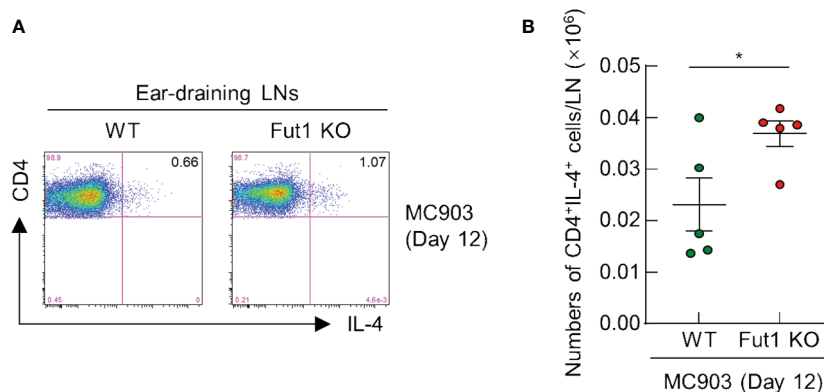 A
Ear-draining LNs
WT Fut1 KO
98.9 0.66
98.7 1.07
CD4
0.45 0
0.21 4.6e-3
IL-4
MC903
(Day 12)
B
Numbers of CD4⁺IL-4⁺ cells/LN (×10⁶)
*
0.05
0.04
0.03
0.02
0.01
0.00
WT Fut1 KO
MC903 (Day 12)